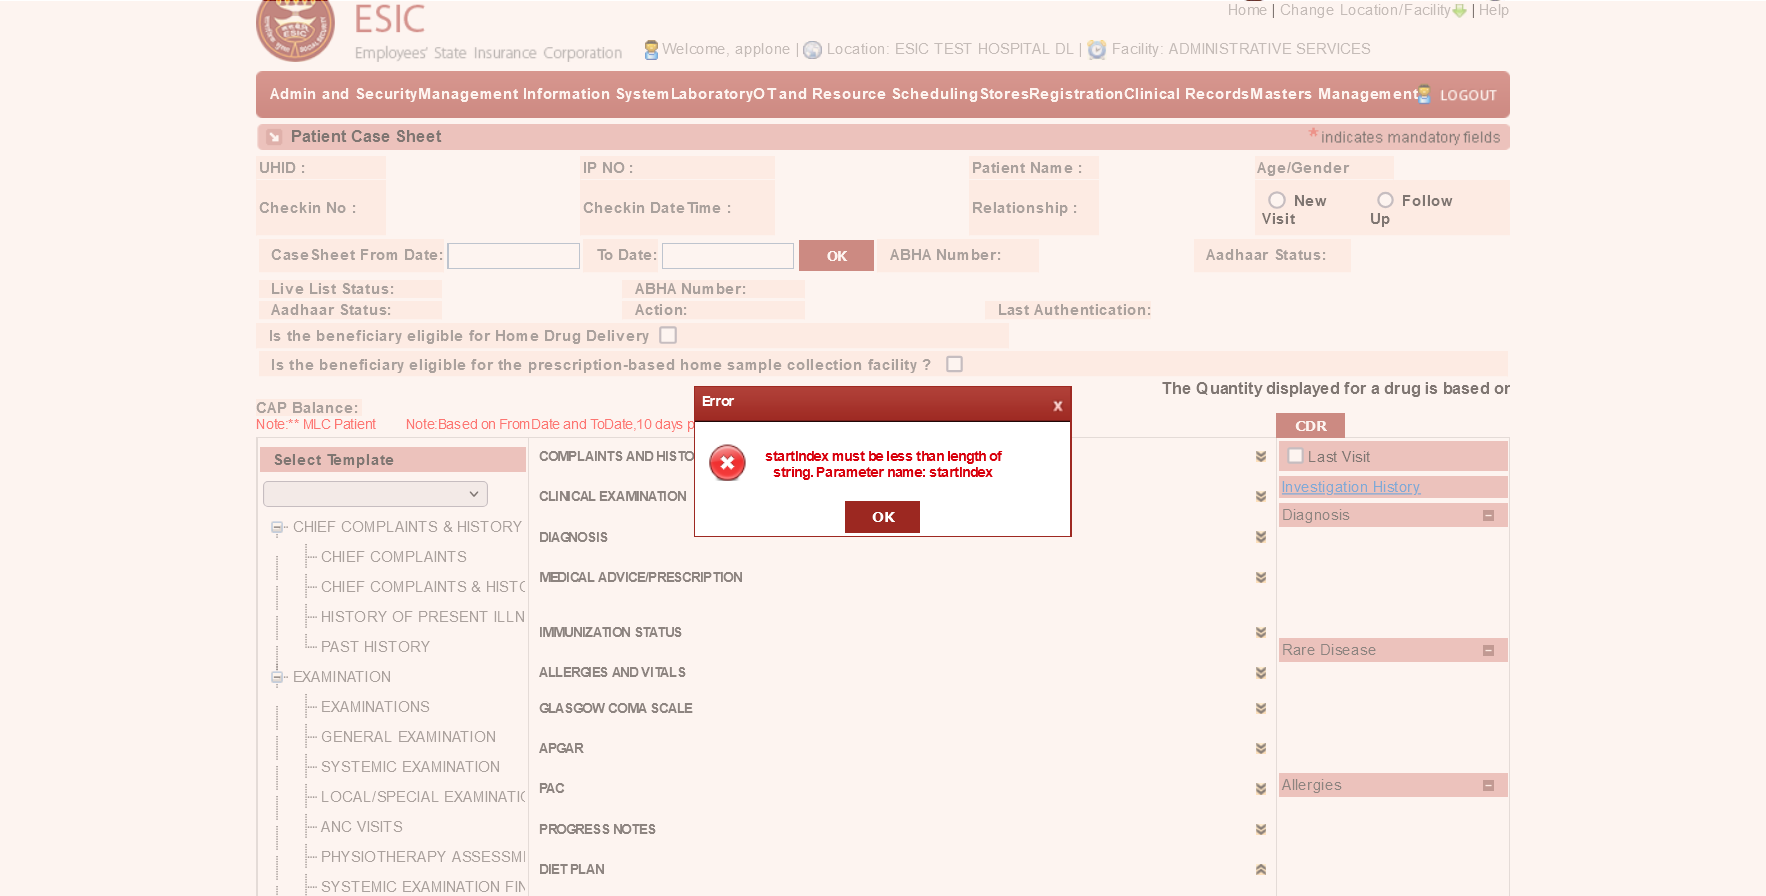 ESIC
Employees' State Insurance Corporation
Home | Change Location/Facility | Help
Welcome, applone | Location: ESIC TEST HOSPITAL DL | Facility: ADMINISTRATIVE SERVICES
Admin and Security Management Information System Laboratory OT and Resource Scheduling Stores Registration Clinical Records Masters Management LOGOUT
Patient Case Sheet
* indicates mandatory fields
UHID :
IP NO :
Patient Name :
Age/Gender
Checkin No :
Checkin DateTime :
Relationship :
New Visit
Follow Up
CaseSheet From Date:
To Date:
OK
ABHA Number:
Aadhaar Status:
Live List Status:
ABHA Number:
Aadhaar Status:
Action:
Last Authentication:
Is the beneficiary eligible for Home Drug Delivery
Is the beneficiary eligible for the prescription-based home sample collection facility ?
The Quantity displayed for a drug is based or
CAP Balance:
Note:** MLC Patient
Note:Based on FromDate and ToDate,10 days p
CDR
Error
x
startIndex must be less than length of
string. Parameter name: startIndex
OK
Select Template
CHIEF COMPLAINTS & HISTORY
CHIEF COMPLAINTS
CHIEF COMPLAINTS & HISTO
HISTORY OF PRESENT ILLN
PAST HISTORY
EXAMINATION
EXAMINATIONS
GENERAL EXAMINATION
SYSTEMIC EXAMINATION
LOCAL/SPECIAL EXAMINATIO
ANC VISITS
PHYSIOTHERAPY ASSESSM
SYSTEMIC EXAMINATION FIN
COMPLAINTS AND HISTO
CLINICAL EXAMINATION
DIAGNOSIS
MEDICAL ADVICE/PRESCRIPTION
IMMUNIZATION STATUS
ALLERGIES AND VITALS
GLASGOW COMA SCALE
APGAR
PAC
PROGRESS NOTES
DIET PLAN
Last Visit
Investigation History
Diagnosis
Rare Disease
Allergies